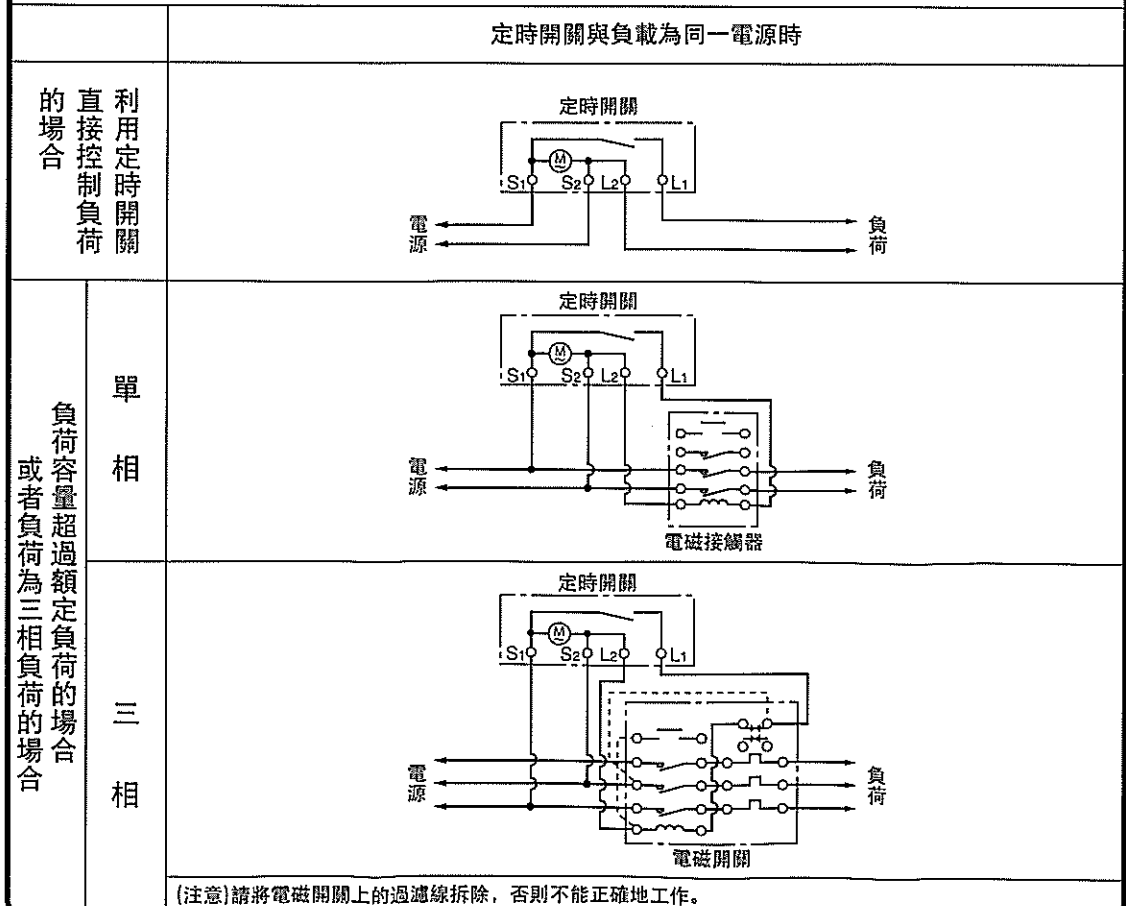 定時開關與負載為同一電源時
利用定時開關
直接控制負荷
的場合
定時開關
M
S1 S2 L2 L1
電源
負荷
負荷容量超過額定負荷的場合
或者負荷為三相負荷的場合
單相
定時開關
M
S1 S2 L2 L1
電源
負荷
電磁接觸器
三相
定時開關
M
S1 S2 L2 L1
電源
負荷
電磁開關
(注意)請將電磁開關上的過濾線拆除，否則不能正確地工作。